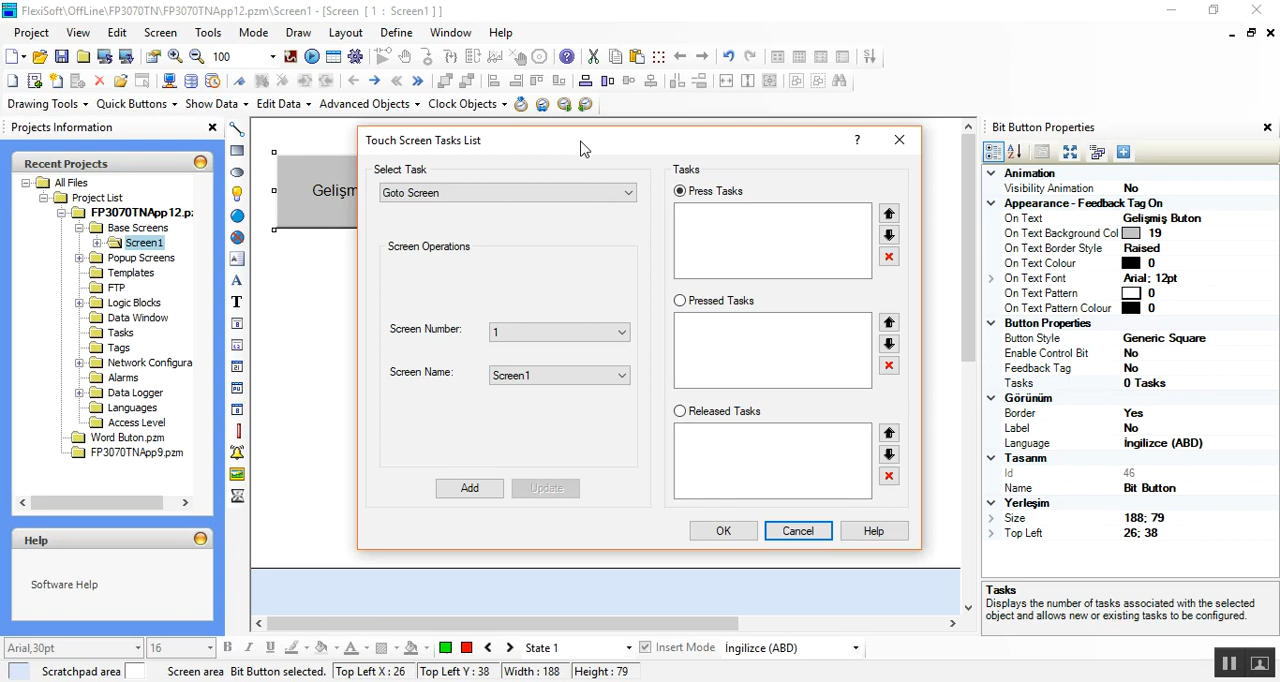 FlexiSoft\OffLine\FP3070TN\FP3070TNApp12.pzm\Screen1 - [Screen [ 1 : Screen1 ] ]
Project View Edit Screen Tools Mode Draw Layout Define Window Help
100
Drawing Tools Quick Buttons Show Data Edit Data Advanced Objects Clock Objects
Projects Information
Recent Projects
All Files
Project List
FP3070TNApp12.p:
Base Screens
Screen1
Popup Screens
Templates
FTP
Logic Blocks
Data Window
Tasks
Tags
Network Configura
Alarms
Data Logger
Languages
Access Level
Word Buton.pzm
FP3070TNApp9.pzm
Help
Software Help
Gelişm
Touch Screen Tasks List
?
Select Task
Goto Screen
Screen Operations
Screen Number: 1
Screen Name: Screen1
Add Update
Tasks
Press Tasks
Pressed Tasks
Released Tasks
OK Cancel Help
Bit Button Properties
Animation
Visibility Animation No
Appearance - Feedback Tag On
On Text Gelişmiş Buton
On Text Background Col 19
On Text Border Style Raised
On Text Colour 0
On Text Font Arial; 12pt
On Text Pattern 0
On Text Pattern Colour 0
Button Properties
Button Style Generic Square
Enable Control Bit No
Feedback Tag No
Tasks 0 Tasks
Görünüm
Border Yes
Label No
Language İngilizce (ABD)
Tasarım
Id 46
Name Bit Button
Yerleşim
Size 188; 79
Top Left 26; 38
Tasks
Displays the number of tasks associated with the selected
object and allows new or existing tasks to be configured.
Arial,30pt 16 B I U A State 1 Insert Mode İngilizce (ABD)
Scratchpad area Screen area Bit Button selected. Top Left X : 26 Top Left Y : 38 Width : 188 Height : 79